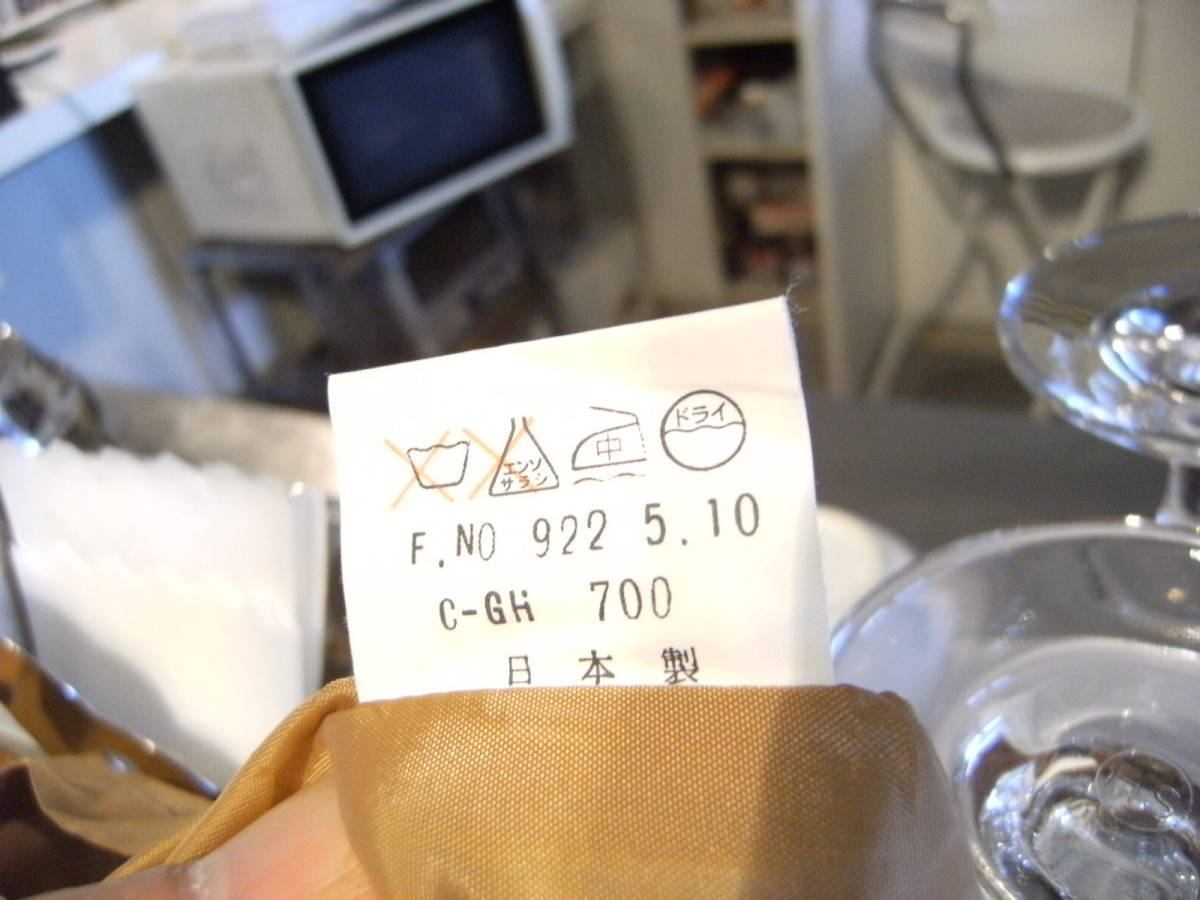 エンソサラシ 中 ドライ
F.NO 922 5.10
C-GH 700
日本製